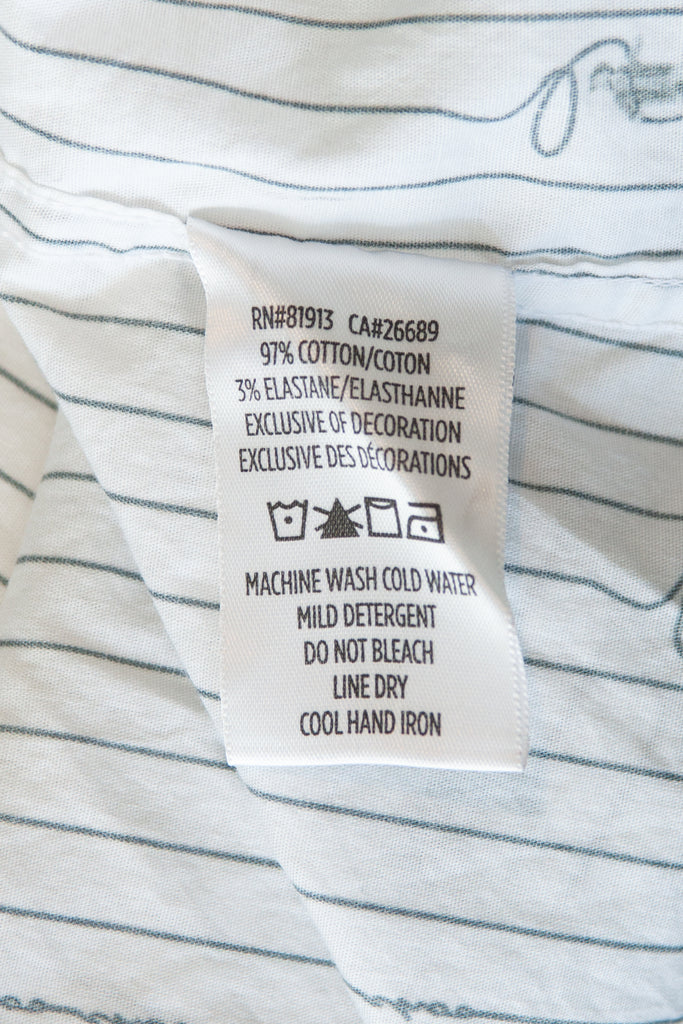 RN#81913 CA#26689
97% COTTON/COTON
3% ELASTANE/ELASTHANNE
EXCLUSIVE OF DECORATION
EXCLUSIVE DES DÉCORATIONS
MACHINE WASH COLD WATER
MILD DETERGENT
DO NOT BLEACH
LINE DRY
COOL HAND IRON